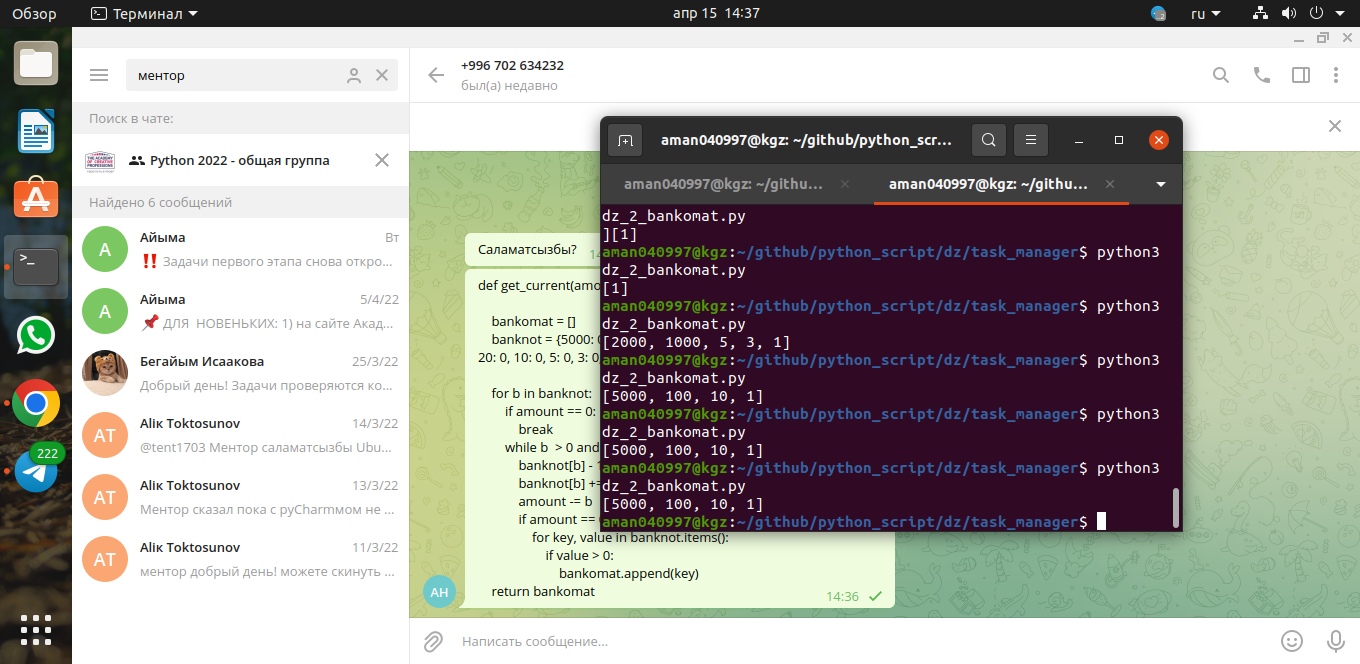 Обзор
Терминал
апр 15 14:37
ru
ментор
Поиск в чате:
THE ACADEMY
OF CREATIVE
PROFESSIONS
Python 2022 - общая группа
Найдено 6 сообщений
А
Айыма
Вт
Задачи первого этапа снова откро...
А
Айыма
5/4/22
ДЛЯ НОВЕНЬКИХ: 1) на сайте Акад...
Бегайым Исаакова
25/3/22
Добрый день! Задачи проверяются ко...
AT
Alik Toktosunov
14/3/22
@tent1703 Ментор саламатсызбы Ubu...
AT
Alik Toktosunov
13/3/22
Ментор сказал пока с pyCharmмом не ...
AT
Alik Toktosunov
11/3/22
ментор добрый день! можете скинуть ...
222
+996 702 634232
был(а) недавно
Саламатсызбы?
def get_current(amo
bankomat = []
banknot = {5000:
20: 0, 10: 0, 5: 0, 3: 0
for b in banknot:
if amount == 0:
break
while b > 0 and
banknot[b] -
banknot[b] +=
amount -= b
if amount ==
for key, value in banknot.items():
if value > 0:
bankomat.append(key)
return bankomat
14:36
AH
Написать сообщение...
aman040997@kgz: ~/github/python_scr...
aman040997@kgz: ~/githu...
aman040997@kgz: ~/githu...
dz_2_bankomat.py
][1]
aman040997@kgz:~/github/python_script/dz/task_manager$ python3
dz_2_bankomat.py
[1]
aman040997@kgz:~/github/python_script/dz/task_manager$ python3
dz_2_bankomat.py
[2000, 1000, 5, 3, 1]
aman040997@kgz:~/github/python_script/dz/task_manager$ python3
dz_2_bankomat.py
[5000, 100, 10, 1]
aman040997@kgz:~/github/python_script/dz/task_manager$ python3
dz_2_bankomat.py
[5000, 100, 10, 1]
aman040997@kgz:~/github/python_script/dz/task_manager$ python3
dz_2_bankomat.py
[5000, 100, 10, 1]
aman040997@kgz:~/github/python_script/dz/task_manager$